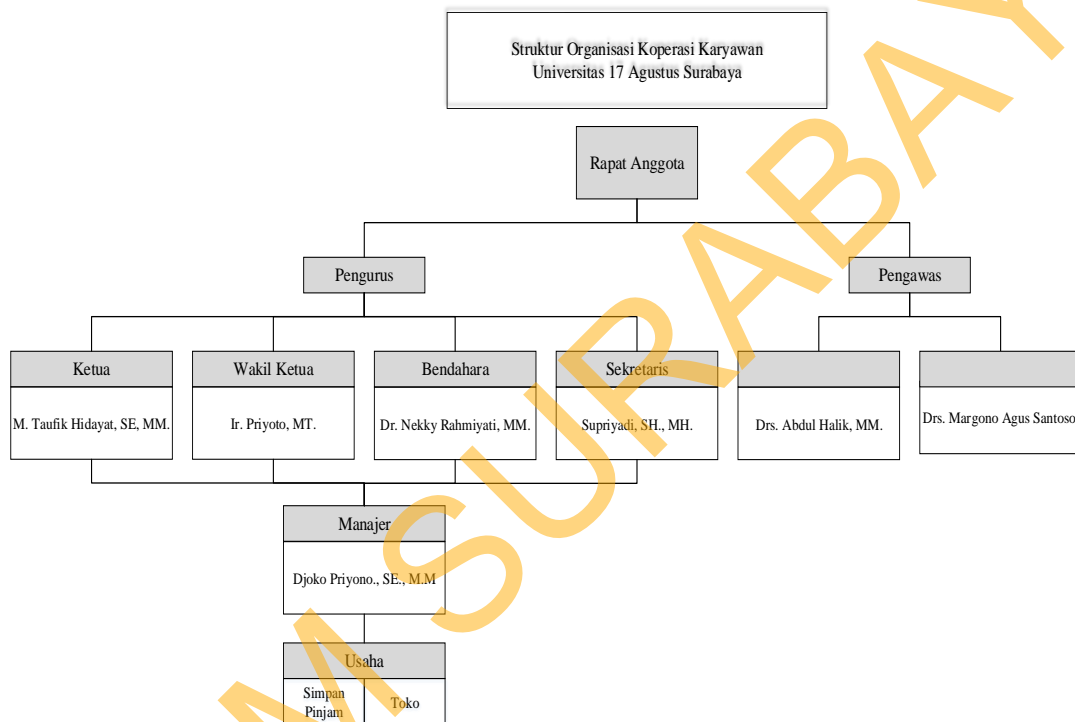 Struktur Organisasi Koperasi Karyawan
Universitas 17 Agustus Surabaya
Rapat Anggota
Pengurus
Pengawas
Ketua
Wakil Ketua
Bendahara
Sekretaris
M. Taufik Hidayat, SE, MM.
Ir. Priyoto, MT.
Dr. Nekky Rahmiyati, MM.
Supriyadi, SH., MH.
Drs. Abdul Halik, MM.
Drs. Margono Agus Santoso
Manajer
Djoko Priyono., SE., M.M
Usaha
Simpan
Pinjam
Toko
M SURABAY